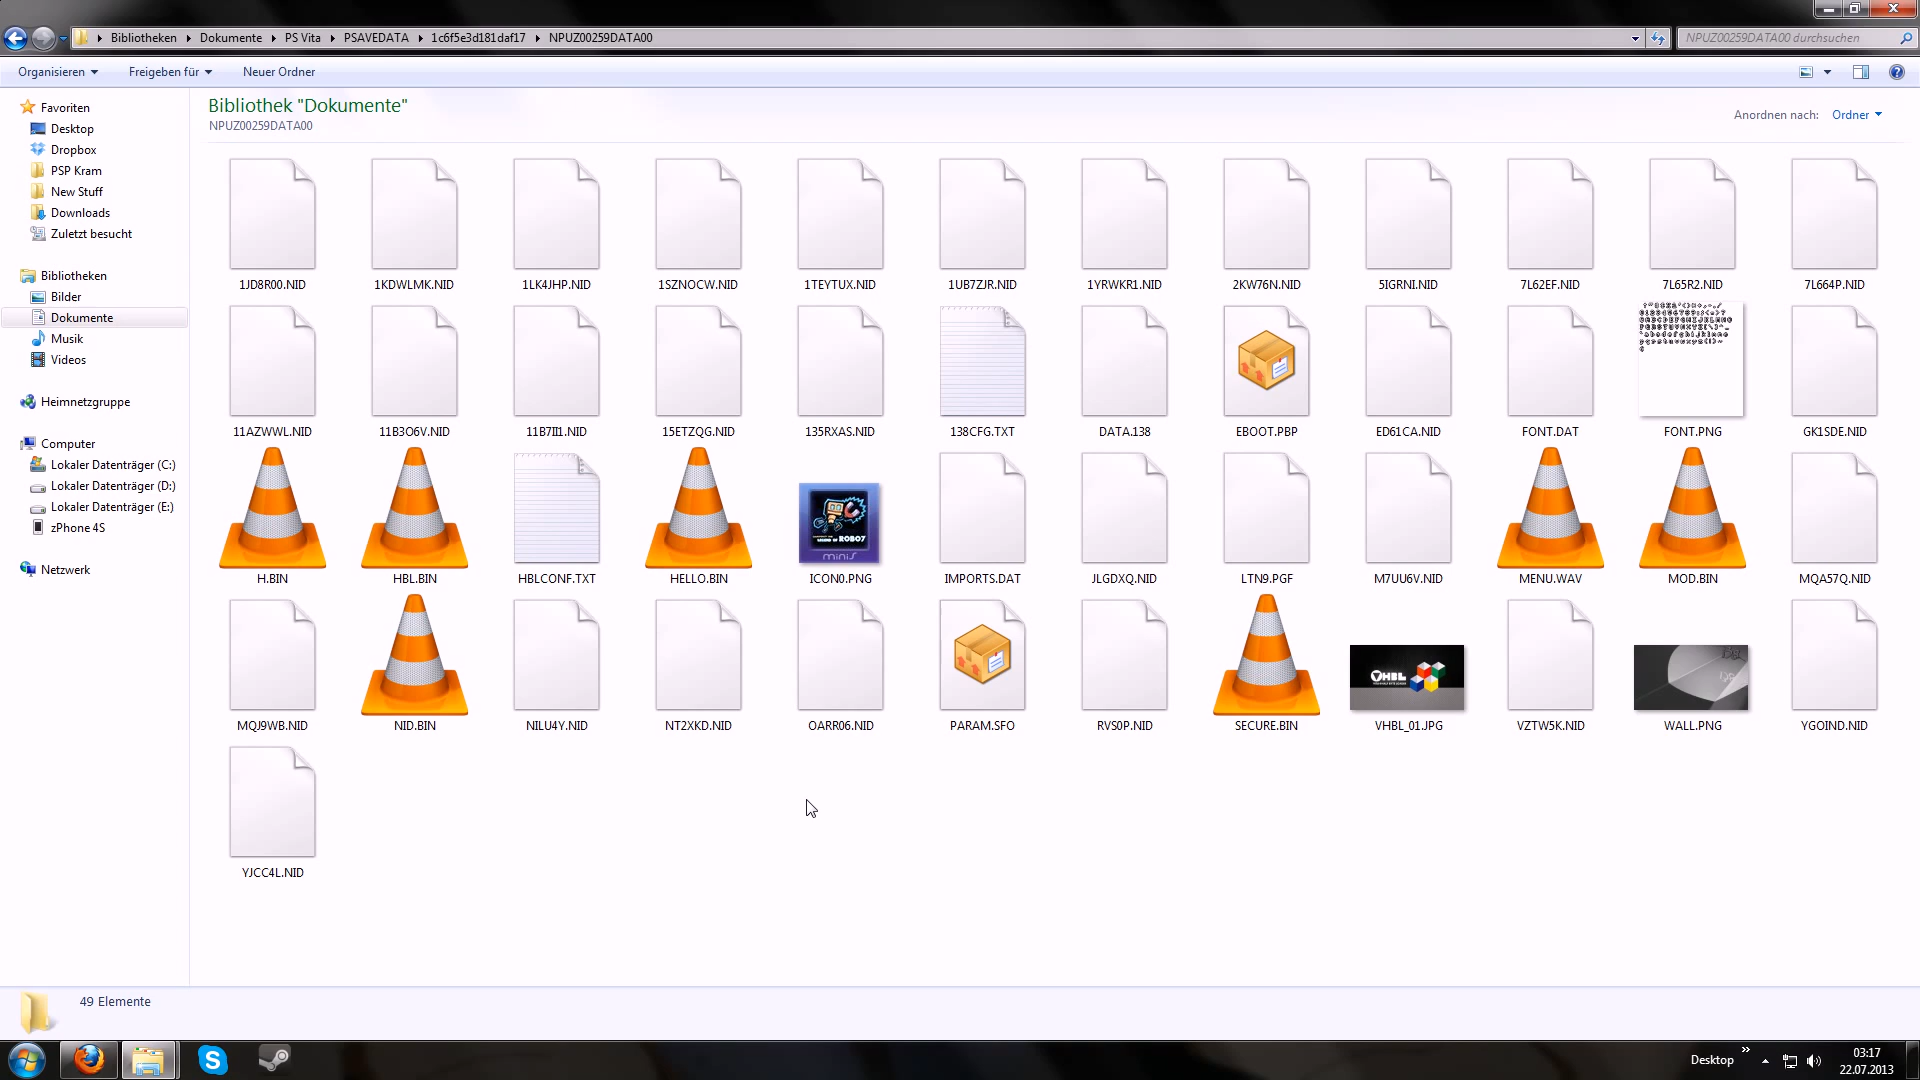 Bibliotheken Dokumente PS Vita PSAVEDATA 1c6f5e3d181daf17 NPUZ00259DATA00
NPUZ00259DATA00 durchsuchen
Organisieren Freigeben für Neuer Ordner
Favoriten
Desktop
Dropbox
PSP Kram
New Stuff
Downloads
Zuletzt besucht
Bibliotheken
Bilder
Dokumente
Musik
Videos
Heimnetzgruppe
Computer
Lokaler Datenträger (C:)
Lokaler Datenträger (D:)
Lokaler Datenträger (E:)
zPhone 4S
Netzwerk
Bibliothek "Dokumente"
NPUZ00259DATA00
Anordnen nach: Ordner
1JD8R00.NID 1KDWLMK.NID 1LK4JHP.NID 1SZNOCW.NID 1TEYTUX.NID 1UB7ZJR.NID 1YRWKR1.NID 2KW76N.NID 5IGRNI.NID 7L62EF.NID 7L65R2.NID 7L664P.NID
11AZWWL.NID 11B3O6V.NID 11B7II1.NID 15ETZQG.NID 135RXAS.NID 138CFG.TXT DATA.138 EBOOT.PBP ED61CA.NID FONT.DAT FONT.PNG GK1SDE.NID
LEGEND OF ROBOT
minis
H.BIN HBL.BIN HBLCONF.TXT HELLO.BIN ICON0.PNG IMPORTS.DAT JLGDXQ.NID LTN9.PGF M7UU6V.NID MENU.WAV MOD.BIN MQA57Q.NID
VHBL
MQJ9WB.NID NID.BIN NILU4Y.NID NT2XKD.NID OARR06.NID PARAM.SFO RVS0P.NID SECURE.BIN VHBL_01.JPG VZTW5K.NID WALL.PNG YGOIND.NID
YJCC4L.NID
49 Elemente
Desktop
03:17
22.07.2013